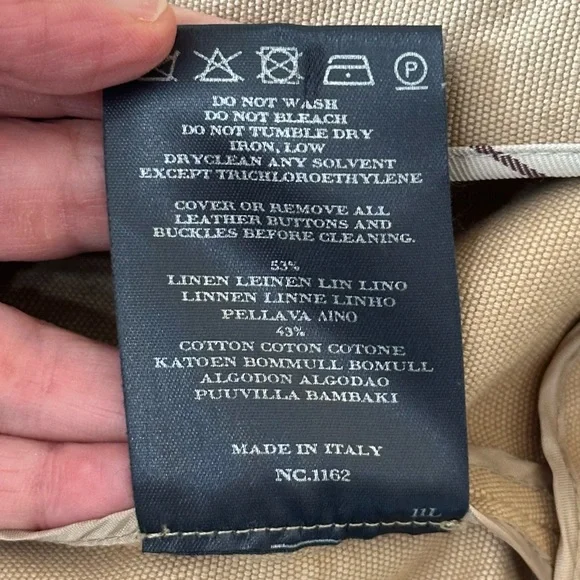 P
DO NOT WASH
DO NOT BLEACH
DO NOT TUMBLE DRY
IRON, LOW
DRYCLEAN ANY SOLVENT
EXCEPT TRICHLOROETHYLENE
COVER OR REMOVE ALL
LEATHER BUTTONS AND
BUCKLES BEFORE CLEANING.
53%
LINEN LEINEN LIN LINO
LINNEN LINNE LINHO
PELLAVA ΛΙΝΟ
43%
COTTON COTON COTONE
KATOEN BOMMULL BOMULL
ALGODON ALGODAO
PUUVILLA BAMBAKI
MADE IN ITALY
NC.1162
11L